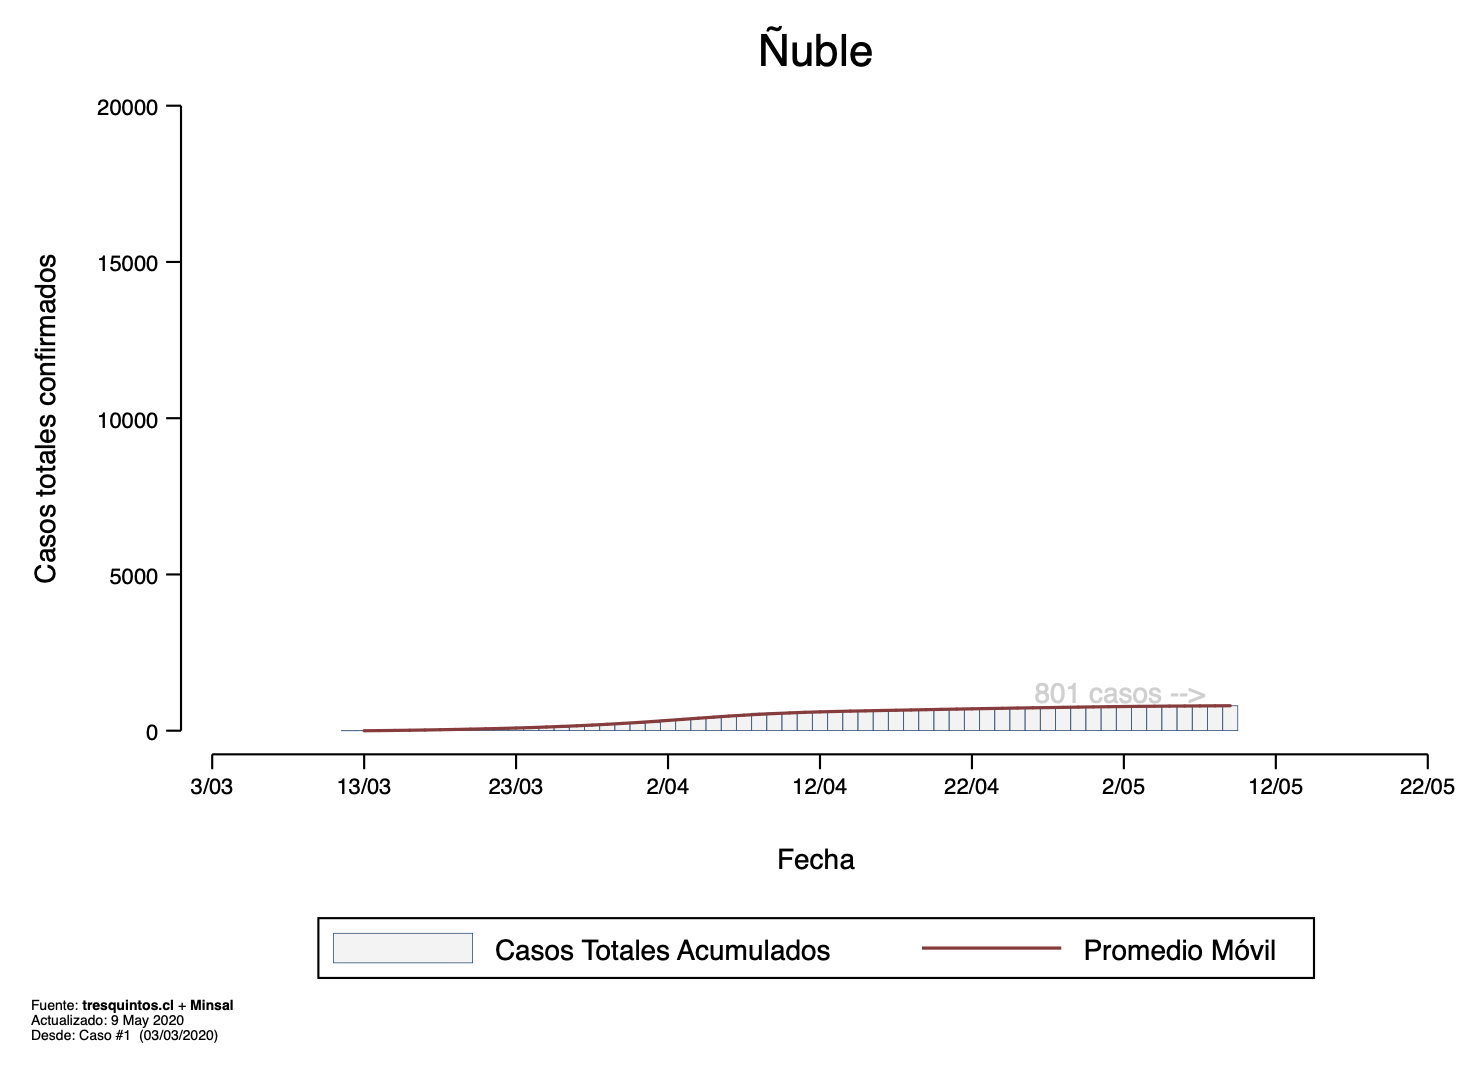 Ñuble
20000
15000
10000
5000
0
Casos totales confirmados
801 casos -->
3/03 13/03 23/03 2/04 12/04 22/04 2/05 12/05 22/05
Fecha
Casos Totales Acumulados Promedio Móvil
Fuente: tresquintos.cl + Minsal
Actualizado: 9 May 2020
Desde: Caso #1 (03/03/2020)